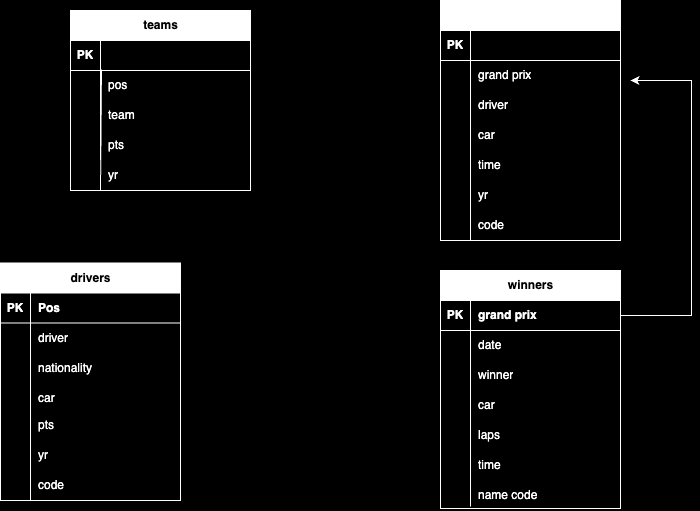 teams
PK
pos
team
pts
yr
PK
grand prix
driver
car
time
yr
code
drivers
PK Pos
driver
nationality
car
pts
yr
code
winners
PK grand prix
date
winner
car
laps
time
name code